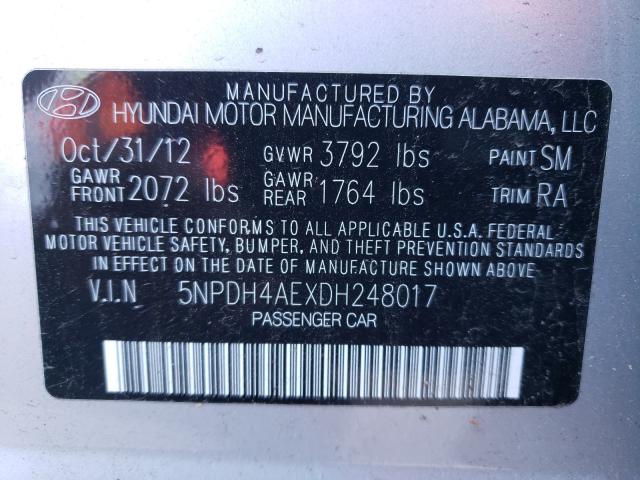 MANUFACTURED BY
HYUNDAI MOTOR MANUFACTURING ALABAMA, LLC
Oct/31/12 GVWR 3792 lbs PAINT SM
GAWR FRONT 2072 lbs GAWR REAR 1764 lbs TRIM RA
THIS VEHICLE CONFORMS TO ALL APPLICABLE U.S.A. FEDERAL
MOTOR VEHICLE SAFETY, BUMPER, AND THEFT PREVENTION STANDARDS
IN EFFECT ON THE DATE OF MANUFACTURE SHOWN ABOVE.
V.I.N 5NPDH4AEXDH248017
PASSENGER CAR